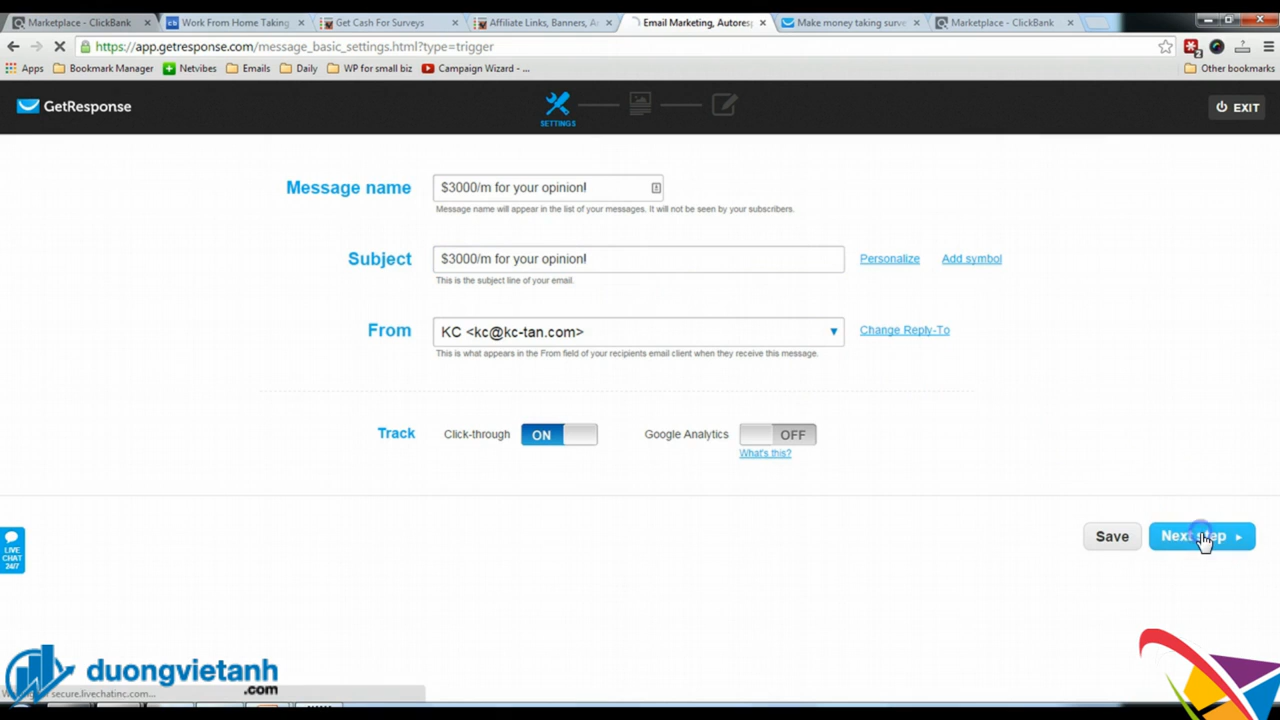 Marketplace - ClickBank
Work From Home Taking
Get Cash For Surveys
Affiliate Links, Banners, A
Email Marketing, Autores
Make money taking surve
Marketplace - ClickBank
https://app.getresponse.com/message_basic_settings.html?type=trigger
2
Apps
Bookmark Manager
Netvibes
Emails
Daily
WP for small biz
Campaign Wizard - ...
Other bookmarks
GetResponse
SETTINGS
EXIT
Message name
$3000/m for your opinion!
Message name will appear in the list of your messages. It will not be seen by your subscribers.
Subject
$3000/m for your opinion!
Personalize
Add symbol
This is the subject line of your email.
From
KC <kc@kc-tan.com>
Change Reply-To
This is what appears in the From field of your recipients email client when they receive this message.
Track
Click-through
ON
Google Analytics
OFF
What's this?
LIVE
CHAT
24/7
Save
Next step
duongvietanh
.com
secure.livechatinc.com...